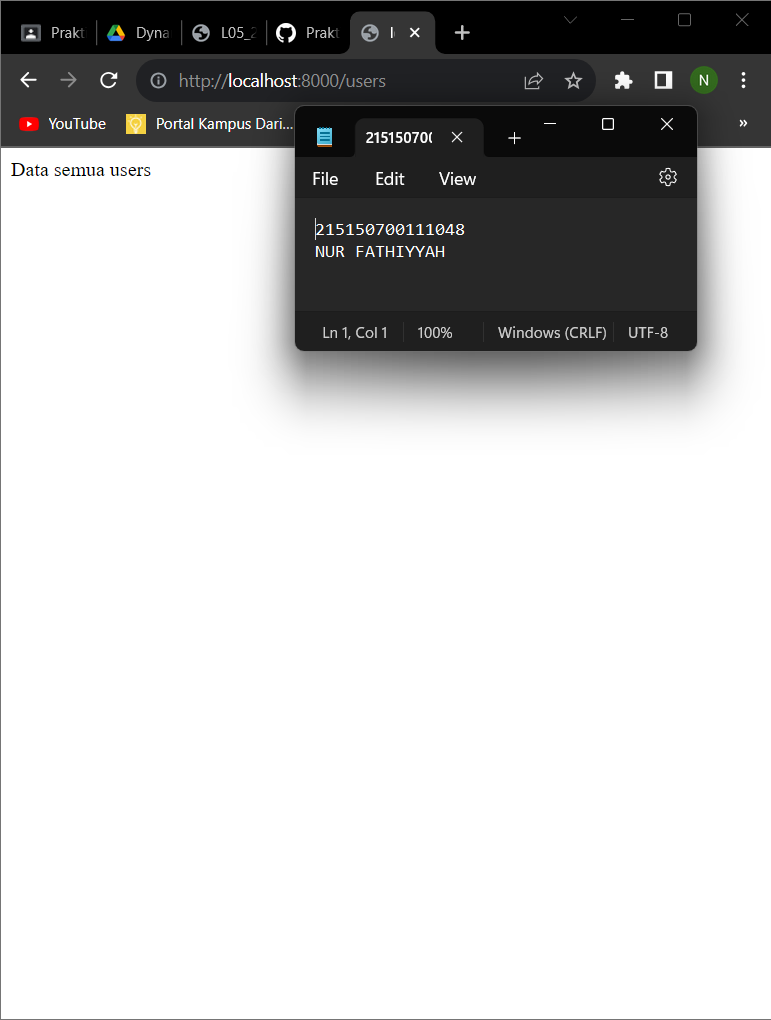 Prakti
Dyna
L05_2
Prakt
http://localhost:8000/users
N
YouTube
Portal Kampus Dari...
»
Data semua users
21515070
File
Edit
View
215150700111048
NUR FATHIYYAH
Ln 1, Col 1
100%
Windows (CRLF)
UTF-8